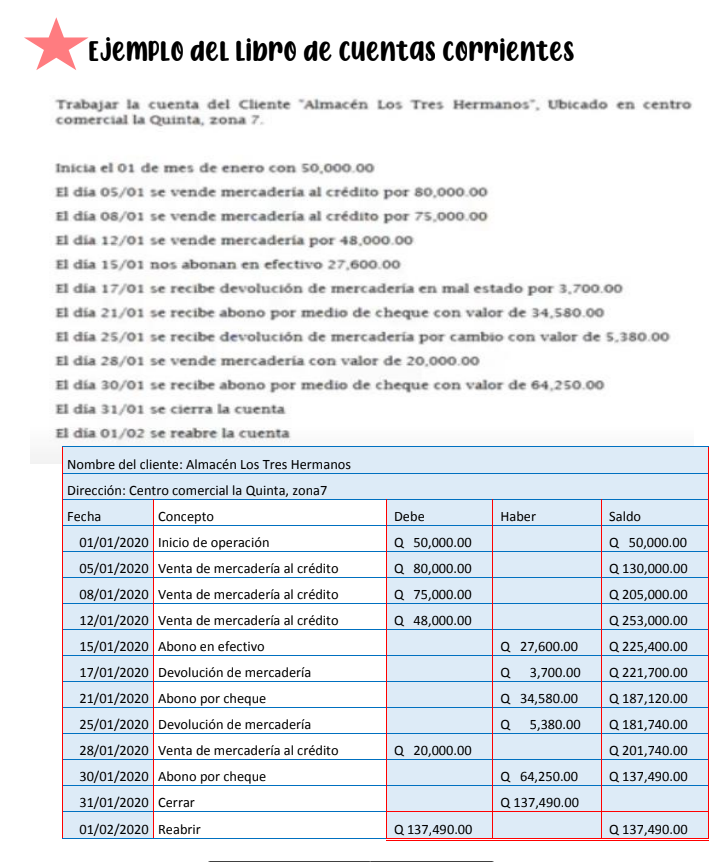 Ejemplo del libro de cuentas corrientes
Trabajar la cuenta del Cliente "Almacén Los Tres Hermanos", Ubicado en centro
comercial la Quinta, zona 7.
Inicia el 01 de mes de enero con 50,000.00
El día 05/01 se vende mercadería al crédito por 80,000.00
El día 08/01 se vende mercadería al crédito por 75,000.00
El día 12/01 se vende mercadería por 48,000.00
El día 15/01 nos abonan en efectivo 27,600.00
El día 17/01 se recibe devolución de mercadería en mal estado por 3,700.00
El día 21/01 se recibe abono por medio de cheque con valor de 34,580.00
El día 25/01 se recibe devolución de mercadería por cambio con valor de 5,380.00
El día 28/01 se vende mercadería con valor de 20,000.00
El día 30/01 se recibe abono por medio de cheque con valor de 64,250.00
El día 31/01 se cierra la cuenta
El día 01/02 se reabre la cuenta
Nombre del cliente: Almacén Los Tres Hermanos
Dirección: Centro comercial la Quinta, zona7
Fecha Concepto Debe Haber Saldo
01/01/2020 Inicio de operación Q 50,000.00 Q 50,000.00
05/01/2020 Venta de mercadería al crédito Q 80,000.00 Q 130,000.00
08/01/2020 Venta de mercadería al crédito Q 75,000.00 Q 205,000.00
12/01/2020 Venta de mercadería al crédito Q 48,000.00 Q 253,000.00
15/01/2020 Abono en efectivo Q 27,600.00 Q 225,400.00
17/01/2020 Devolución de mercadería Q 3,700.00 Q 221,700.00
21/01/2020 Abono por cheque Q 34,580.00 Q 187,120.00
25/01/2020 Devolución de mercadería Q 5,380.00 Q 181,740.00
28/01/2020 Venta de mercadería al crédito Q 20,000.00 Q 201,740.00
30/01/2020 Abono por cheque Q 64,250.00 Q 137,490.00
31/01/2020 Cerrar Q 137,490.00
01/02/2020 Reabrir Q 137,490.00 Q 137,490.00